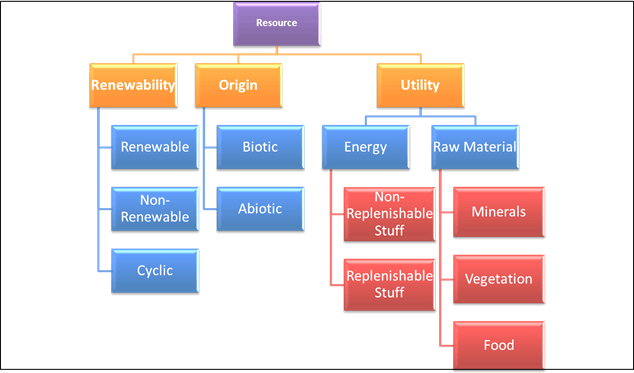 Resource
Renewability
Origin
Utility
Renewable
Biotic
Energy
Raw Material
Non-
Renewable
Abiotic
Non-
Replenishable
Stuff
Minerals
Cyclic
Replenishable
Stuff
Vegetation
Food